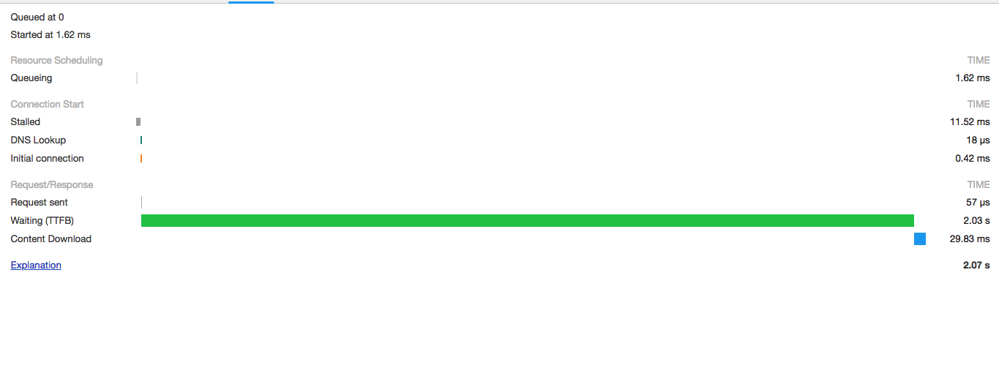 Queued at 0
Started at 1.62 ms
Resource Scheduling TIME
Queueing 1.62 ms
Connection Start TIME
Stalled 11.52 ms
DNS Lookup 18 µs
Initial connection 0.42 ms
Request/Response TIME
Request sent 57 µs
Waiting (TTFB) 2.03 s
Content Download 29.83 ms
Explanation 2.07 s